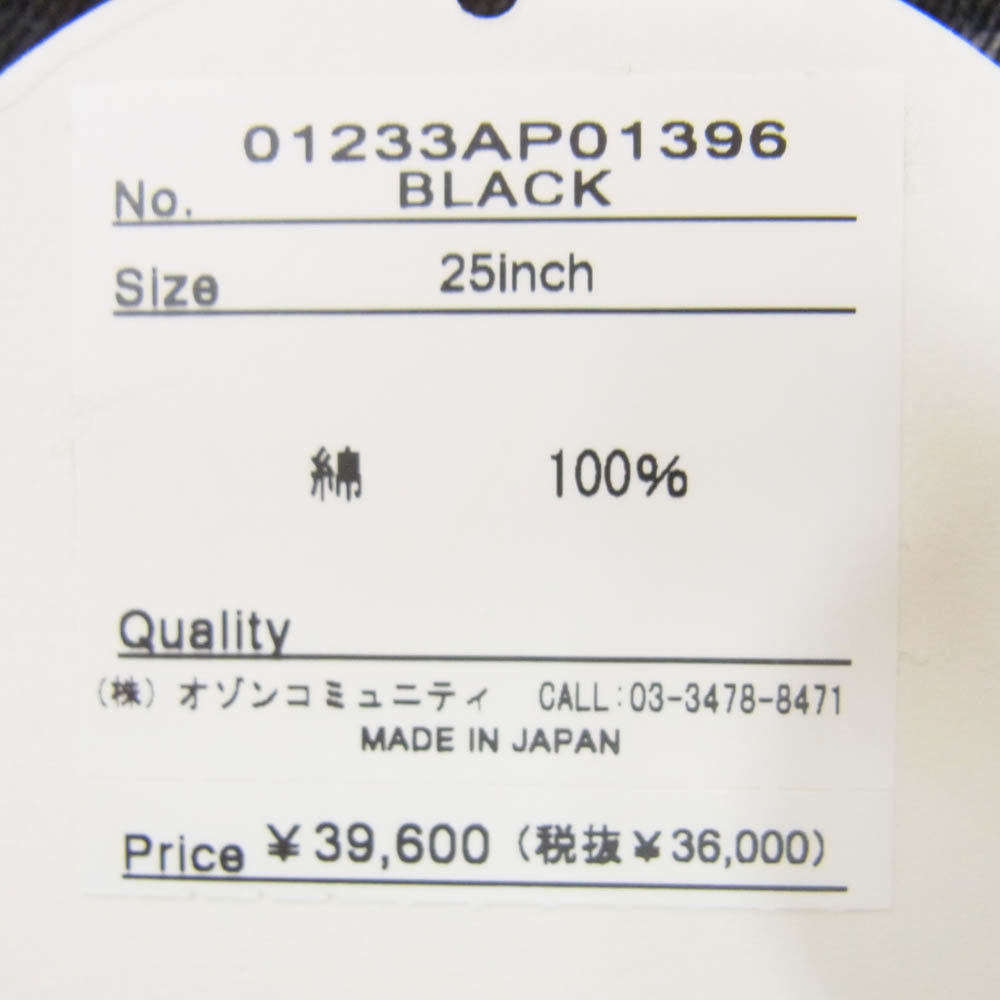 01233AP01396
No. BLACK
Size 25inch
綿 100%
Quality
(株) オゾンコミュニティ CALL:03-3478-8471
MADE IN JAPAN
Price ¥39,600 (税抜¥36,000)